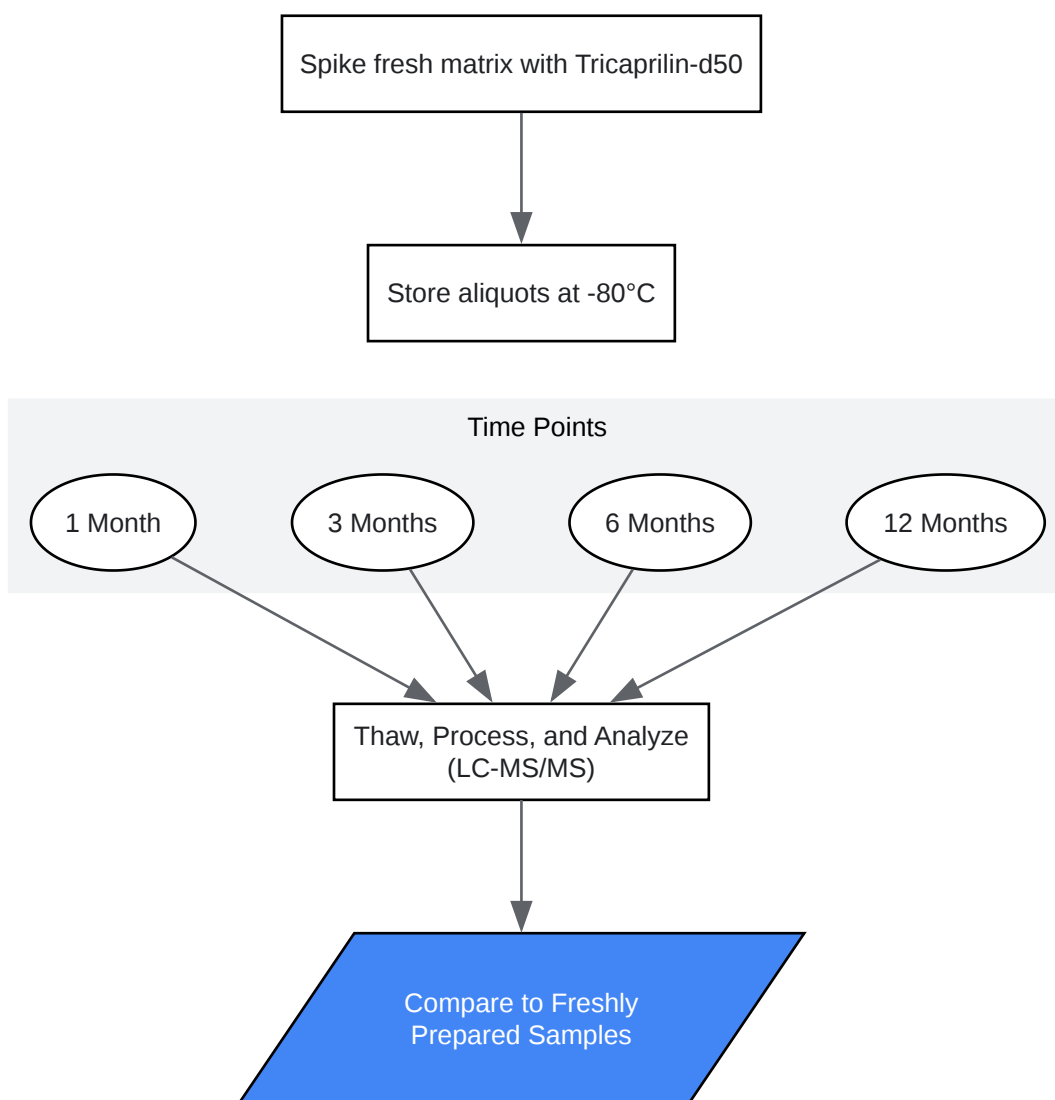 Spike fresh matrix with Tricaprilin-d50
Store aliquots at -80°C
Time Points
1 Month
3 Months
6 Months
12 Months
Thaw, Process, and Analyze
(LC-MS/MS)
Compare to Freshly
Prepared Samples